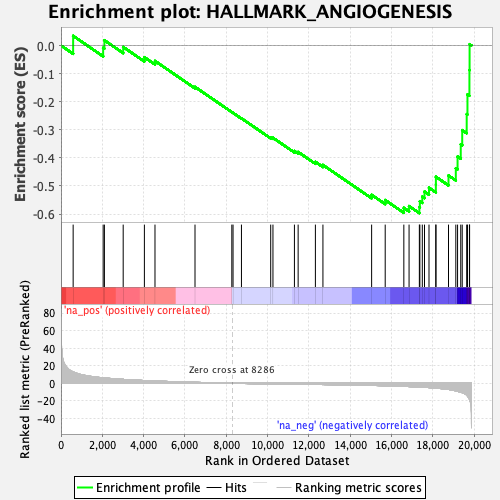 Enrichment plot: HALLMARK_ANGIOGENESIS
Enrichment score (ES)
0.0
-0.1
-0.2
-0.3
-0.4
-0.5
-0.6
'na_pos' (positively correlated)
Ranked list metric (PreRanked)
80
60
40
20
0
-20
-40
Zero cross at 8286
'na_neg' (negatively correlated)
0
2,000
4,000
6,000
8,000
10,000
12,000
14,000
16,000
18,000
20,000
Rank in Ordered Dataset
Enrichment profile
Hits
Ranking metric scores